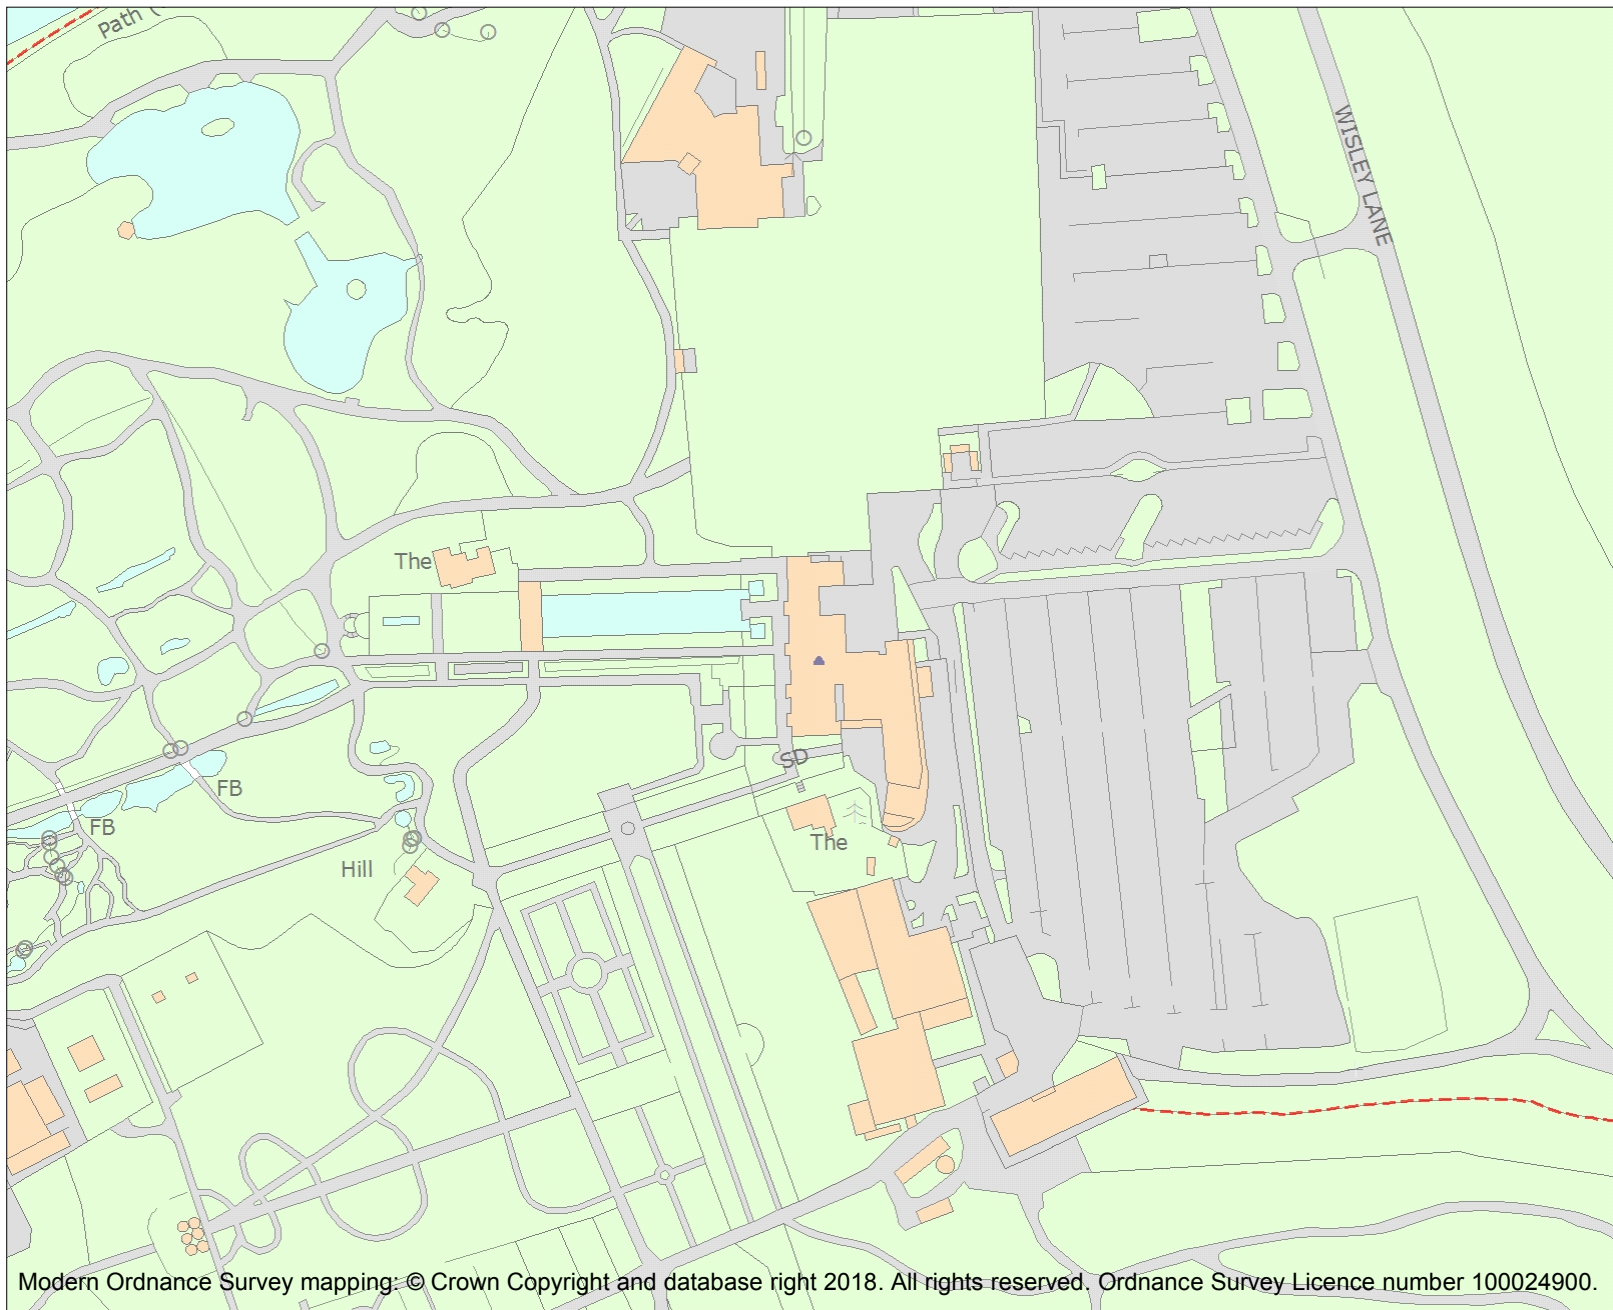 Path (
WISLEY LANE
The
SD
FB
FB
The
Hill
Modern Ordnance Survey mapping: © Crown Copyright and database right 2018. All rights reserved. Ordnance Survey Licence number 100024900.